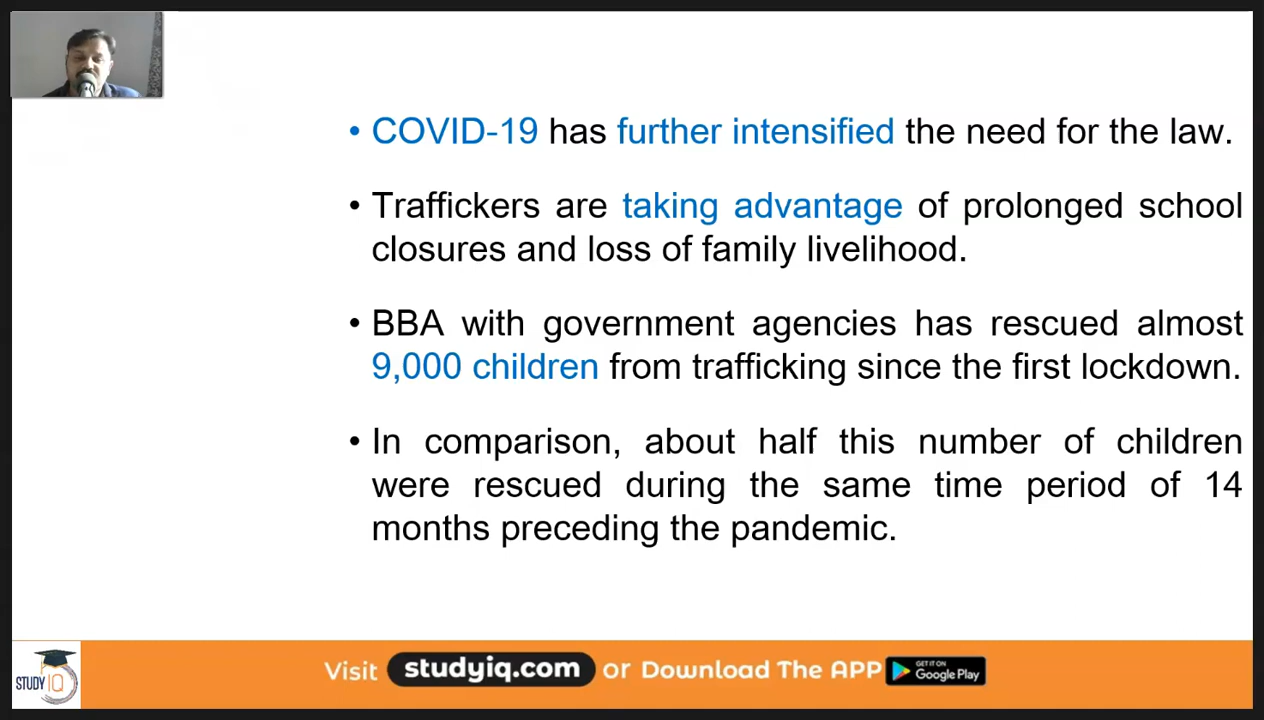 • COVID-19 has further intensified the need for the law.
• Traffickers are taking advantage of prolonged school
closures and loss of family livelihood.
• BBA with government agencies has rescued almost
9,000 children from trafficking since the first lockdown.
• In comparison, about half this number of children
were rescued during the same time period of 14
months preceding the pandemic.
STUDY IQ
Visit studyiq.com or Download The APP GET IT ON Google Play